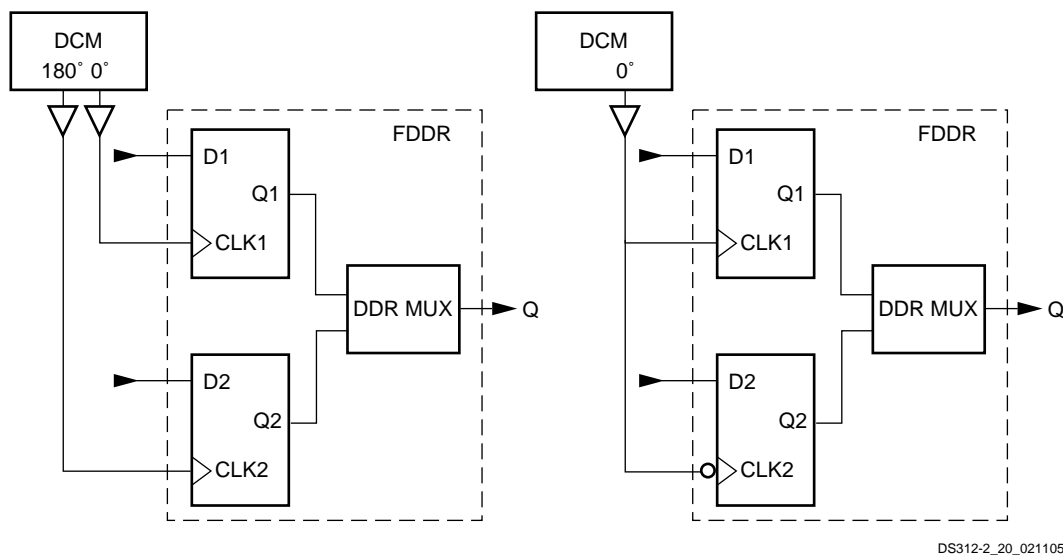 DCM
180˚ 0˚
FDDR
D1
Q1
CLK1
DDR MUX
Q
D2
Q2
CLK2
DCM
0˚
FDDR
D1
Q1
CLK1
DDR MUX
Q
D2
Q2
CLK2
DS312-2_20_021105